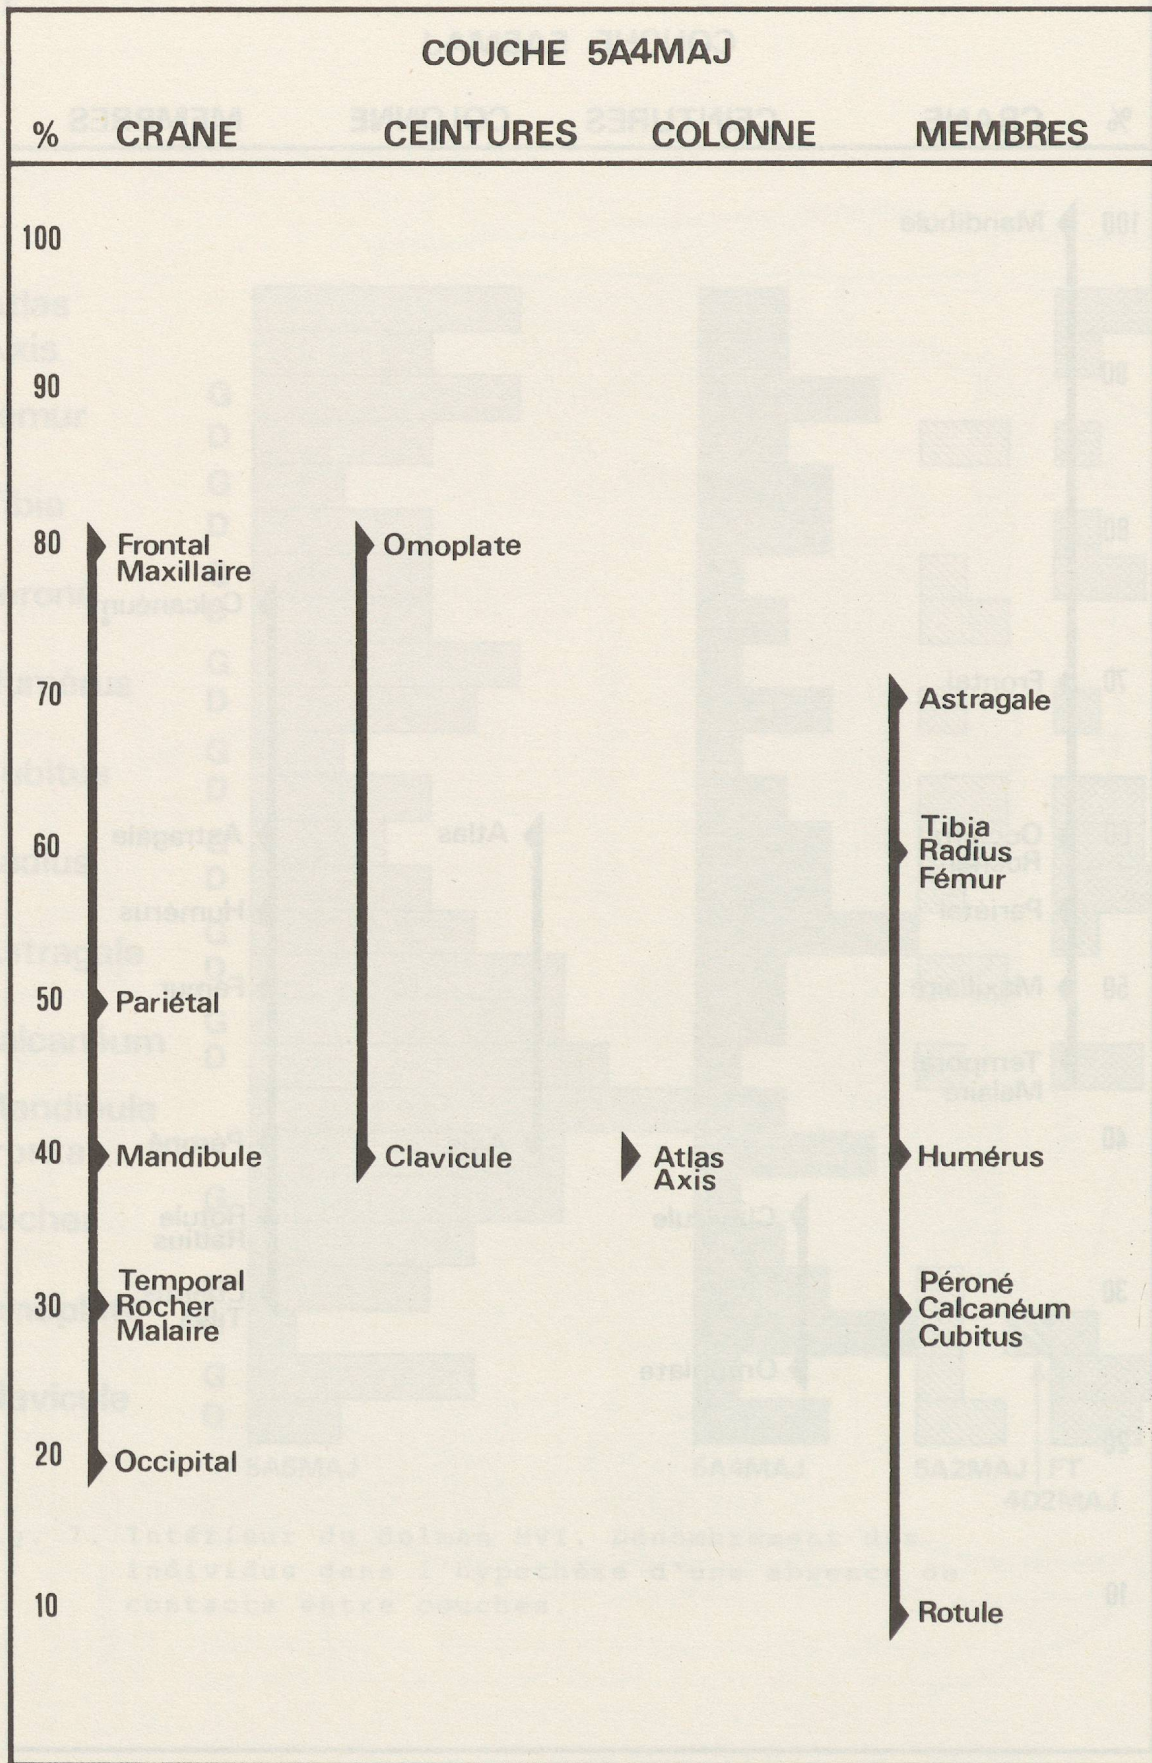 COUCHE 5A4MAJ
% CRANE CEINTURES COLONNE MEMBRES
100
90
80 Frontal Omoplate
Maxillaire
70 Astragale
Tibia
60 Radius
Fémur
50 Pariétal
40 Mandibule Clavicule Atlas Humérus
Axis
Temporal Péroné
30 Rocher Calcanéum
Malaire Cubitus
20 Occipital
10 Rotule